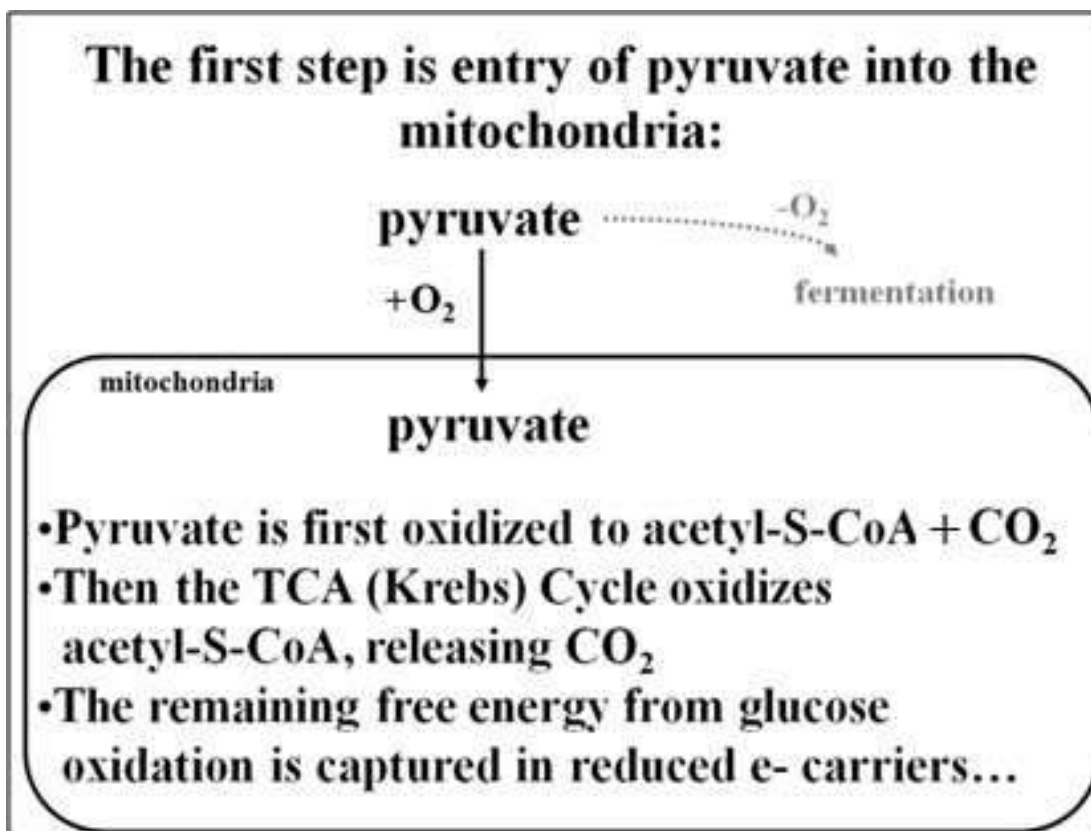 The first step is entry of pyruvate into the
mitochondria:
pyruvate
-O₂
+O₂
fermentation
mitochondria
pyruvate
•Pyruvate is first oxidized to acetyl-S-CoA + CO₂
•Then the TCA (Krebs) Cycle oxidizes
acetyl-S-CoA, releasing CO₂
•The remaining free energy from glucose
oxidation is captured in reduced e- carriers…